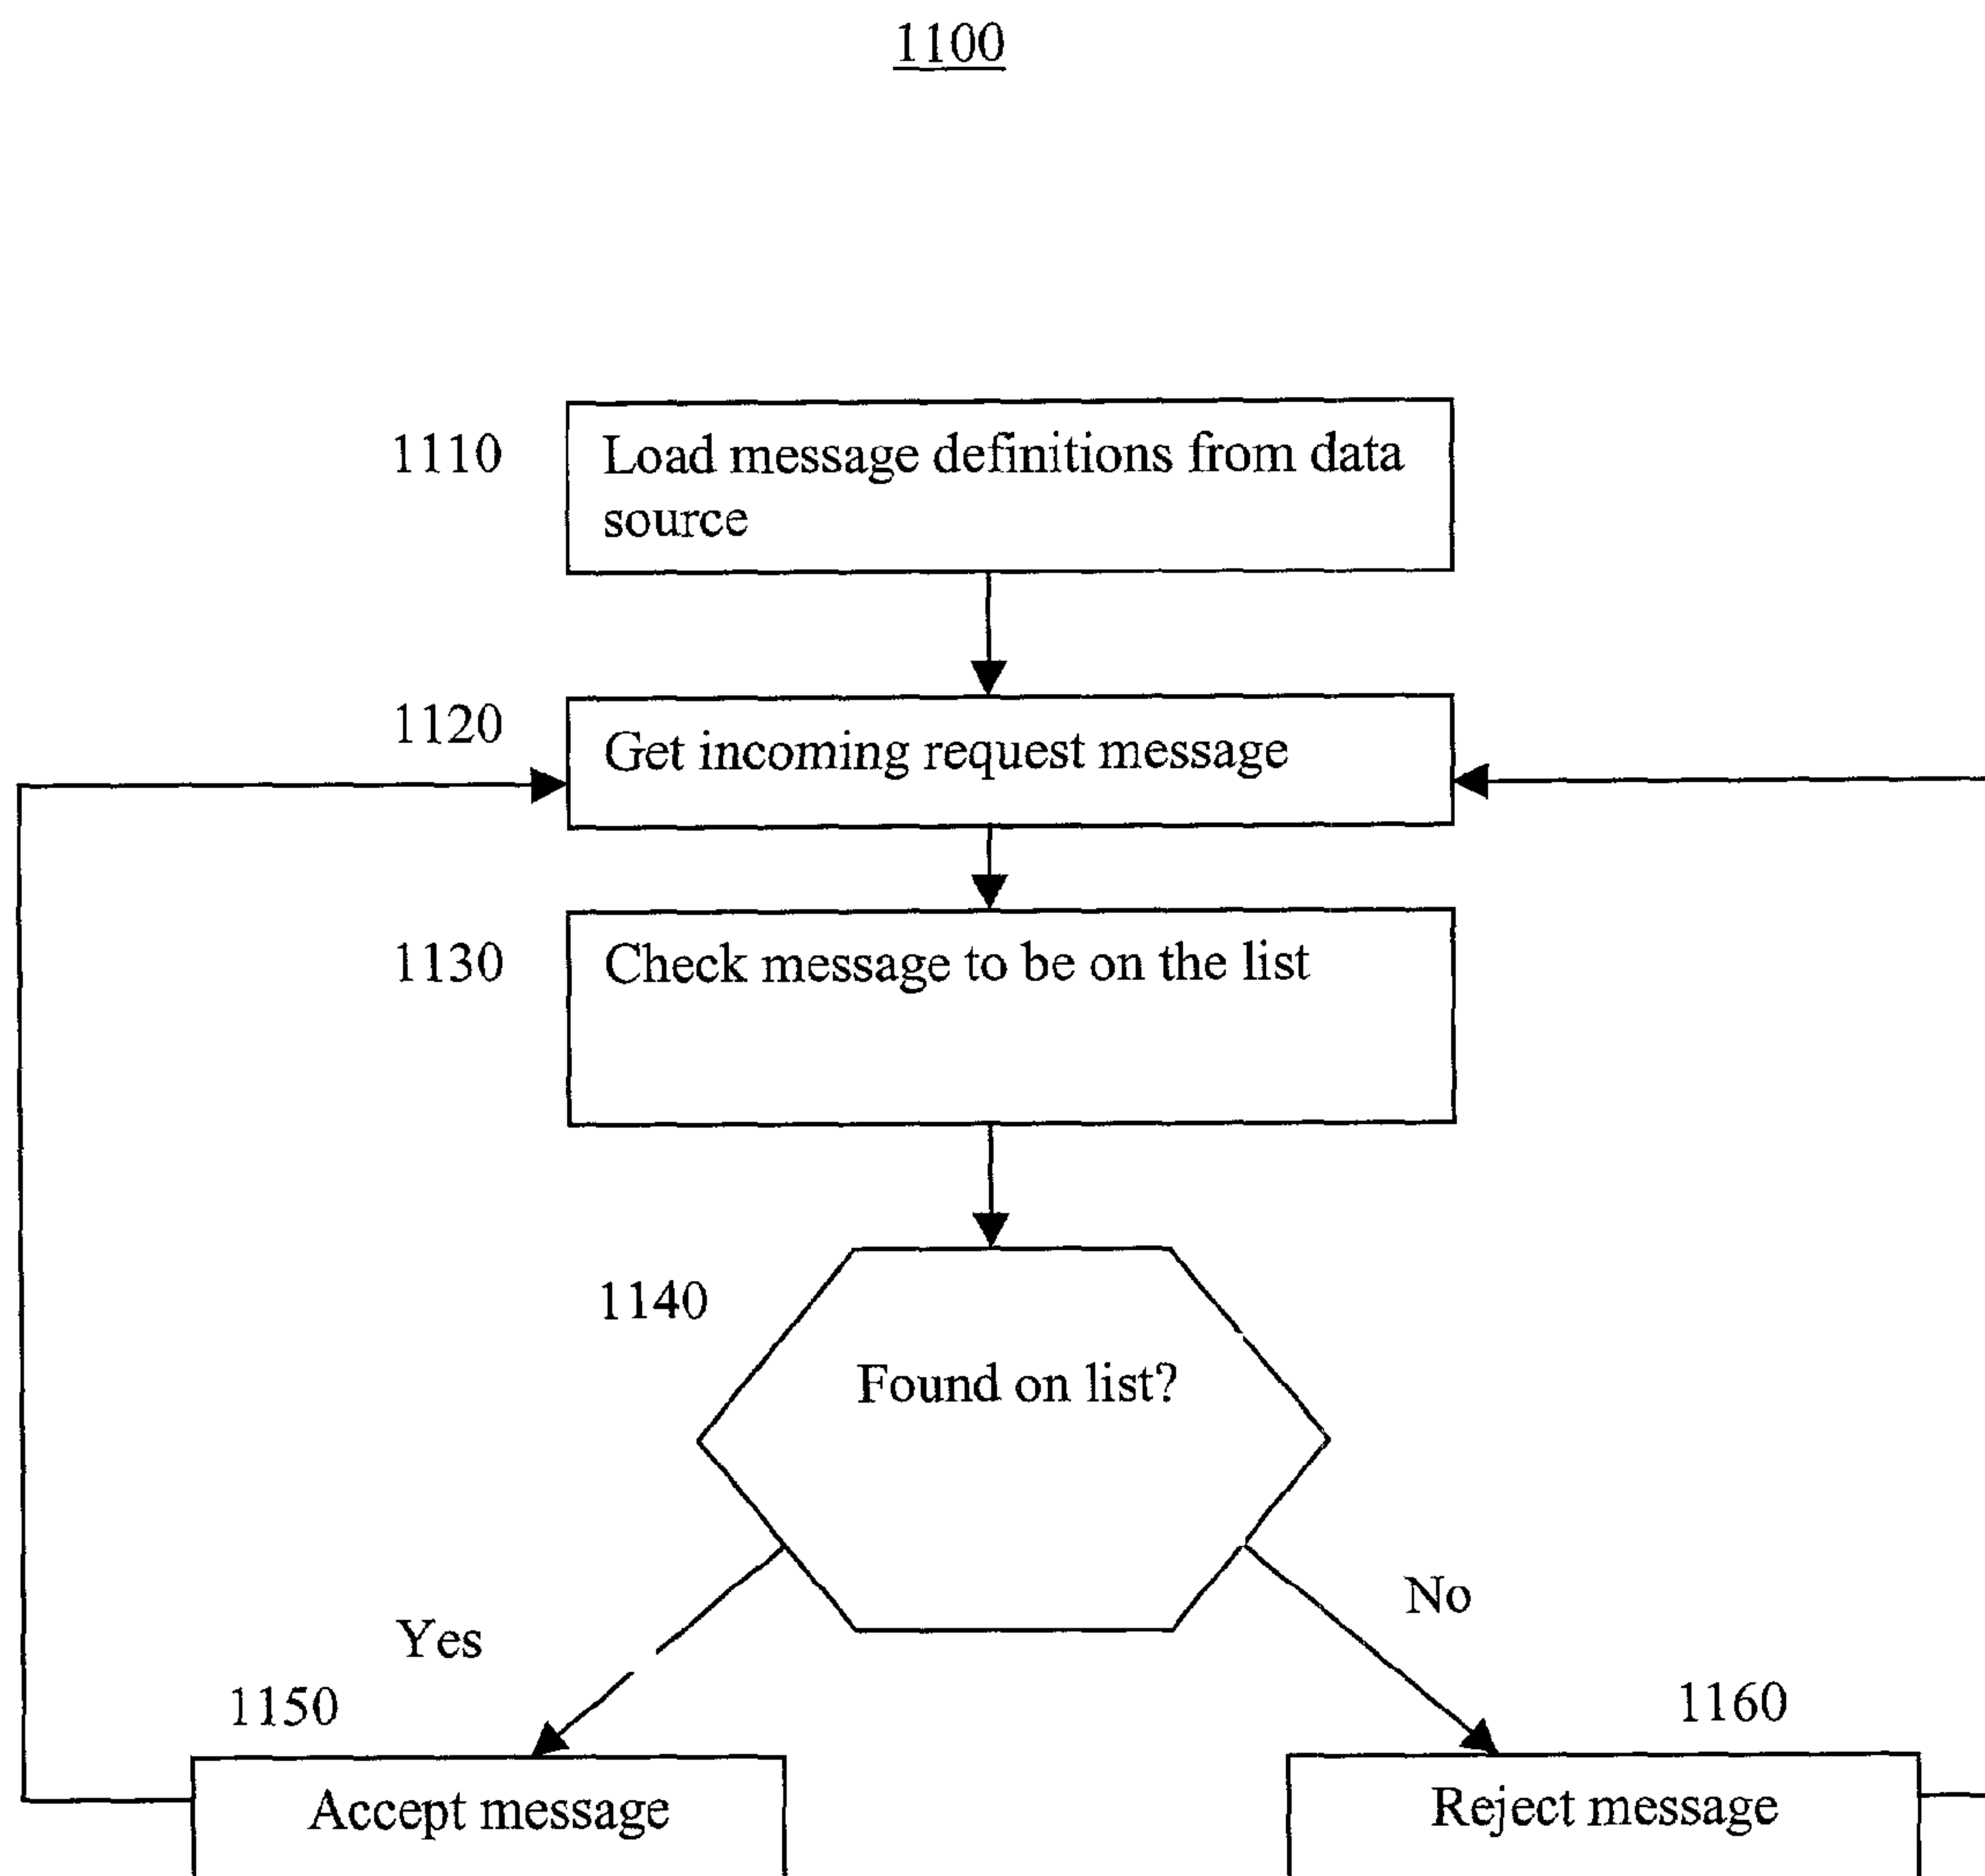 1100
1110
Load message definitions from data
source
1120
Get incoming request message
1130
Check message to be on the list
1140
Found on list?
Yes
No
1150
1160
Accept message
Reject message